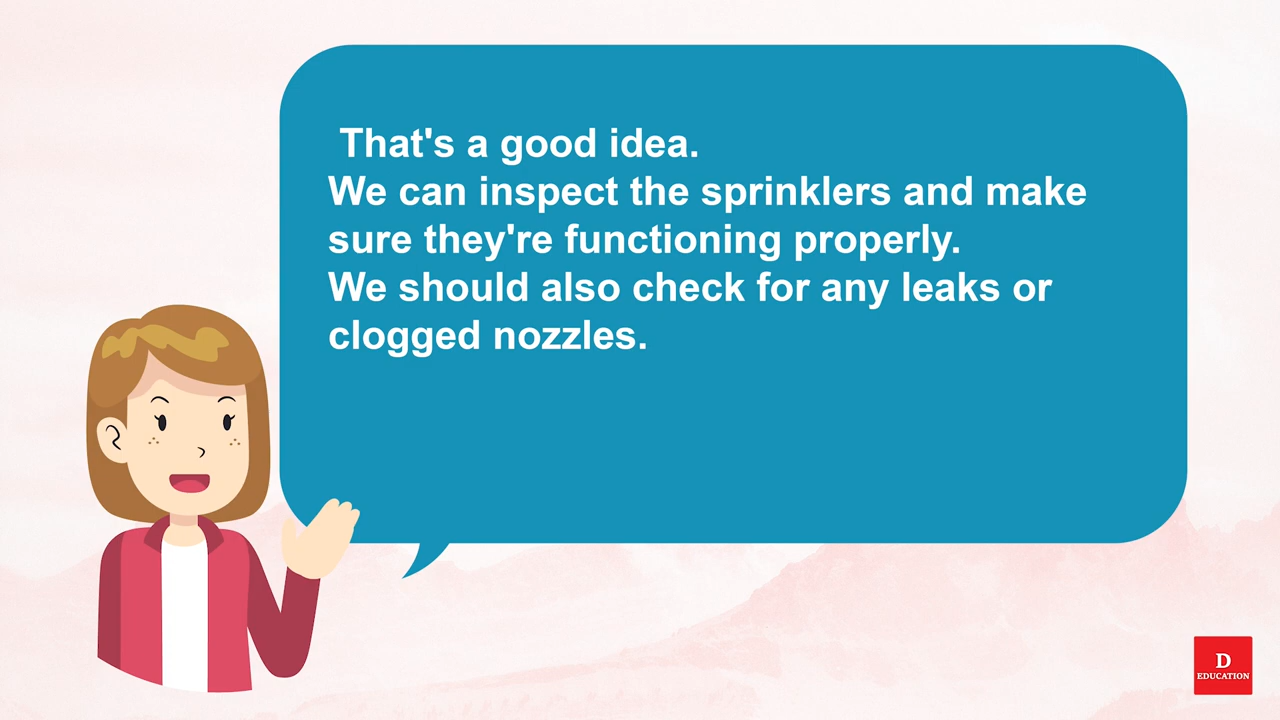 That's a good idea.
We can inspect the sprinklers and make
sure they're functioning properly.
We should also check for any leaks or
clogged nozzles.
D
EDUCATION